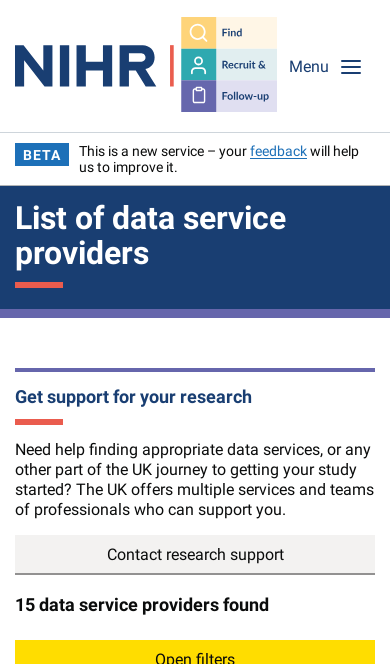 NIHR
Find
Recruit &
Follow-up
Menu
BETA
This is a new service – your feedback will help
us to improve it.
List of data service
providers
Get support for your research
Need help finding appropriate data services, or any
other part of the UK journey to getting your study
started? The UK offers multiple services and teams
of professionals who can support you.
Contact research support
15 data service providers found
Open filters